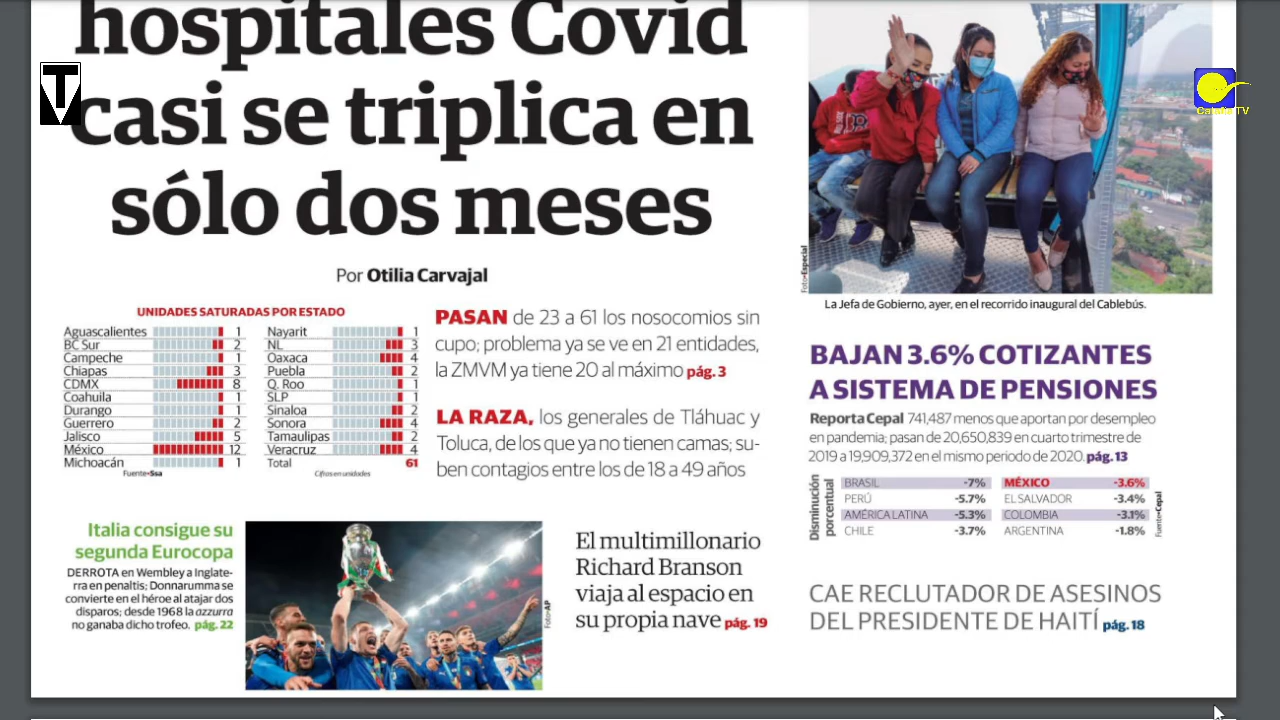 hospitales Covid
casi se triplica en
sólo dos meses
Por Otilia Carvajal
UNIDADES SATURADAS POR ESTADO
Aguascalientes 1
BC Sur 2
Campeche 1
Chiapas 3
CDMX 8
Coahuila 1
Durango 1
Guerrero 2
Jalisco 5
México 12
Michoacán 1
Fuente•Ssa
Nayarit 1
NL 3
Oaxaca 4
Puebla 2
Q. Roo 1
SLP 1
Sinaloa 2
Sonora 4
Tamaulipas 2
Veracruz 4
Total 61
Cifras en unidades
PASAN de 23 a 61 los nosocomios sin
cupo; problema ya se ve en 21 entidades,
la ZMVM ya tiene 20 al máximo pág. 3
LA RAZA, los generales de Tláhuac y
Toluca, de los que ya no tienen camas; su-
ben contagios entre los de 18 a 49 años
Italia consigue su
segunda Eurocopa
DERROTA en Wembley a Inglate-
rra en penaltis; Donnarumma se
convierte en el héroe al atajar dos
disparos; desde 1968 la azzurra
no ganaba dicho trofeo. pág. 22
Foto•AP
El multimillonario
Richard Branson
viaja al espacio en
su propia nave pág. 19
Foto•Especial
La Jefa de Gobierno, ayer, en el recorrido inaugural del Cablebús.
BAJAN 3.6% COTIZANTES
A SISTEMA DE PENSIONES
Reporta Cepal 741,487 menos que aportan por desempleo
en pandemia; pasan de 20,650,839 en cuarto trimestre de
2019 a 19,909,372 en el mismo periodo de 2020. pág. 13
Disminución
porcentual
BRASIL -7%
PERÚ -5.7%
AMÉRICA LATINA -5.3%
CHILE -3.7%
MÉXICO -3.6%
EL SALVADOR -3.4%
COLOMBIA -3.1%
ARGENTINA -1.8%
Fuente•Cepal
CAE RECLUTADOR DE ASESINOS
DEL PRESIDENTE DE HAITÍ pág. 18
TV